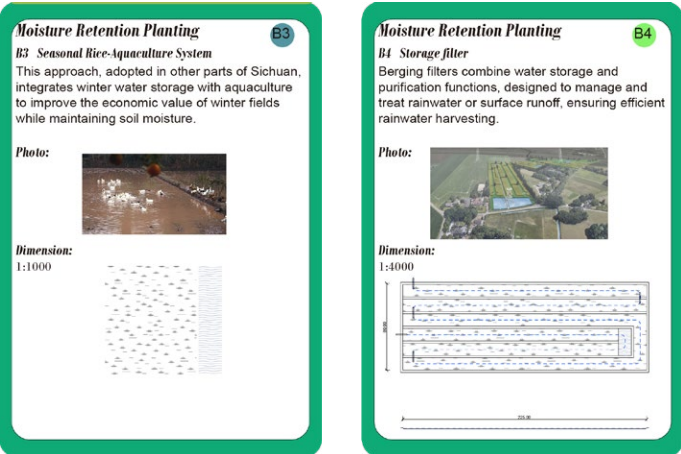 Moisture Retention Planting
B3
B3 Seasonal Rice-Aquaculture System
This approach, adopted in other parts of Sichuan,
integrates winter water storage with aquaculture
to improve the economic value of winter fields
while maintaining soil moisture.
Photo:
Dimension:
1:1000
Moisture Retention Planting
B4
B4 Storage filter
Berging filters combine water storage and
purification functions, designed to manage and
treat rainwater or surface runoff, ensuring efficient
rainwater harvesting.
Photo:
Dimension:
1:4000